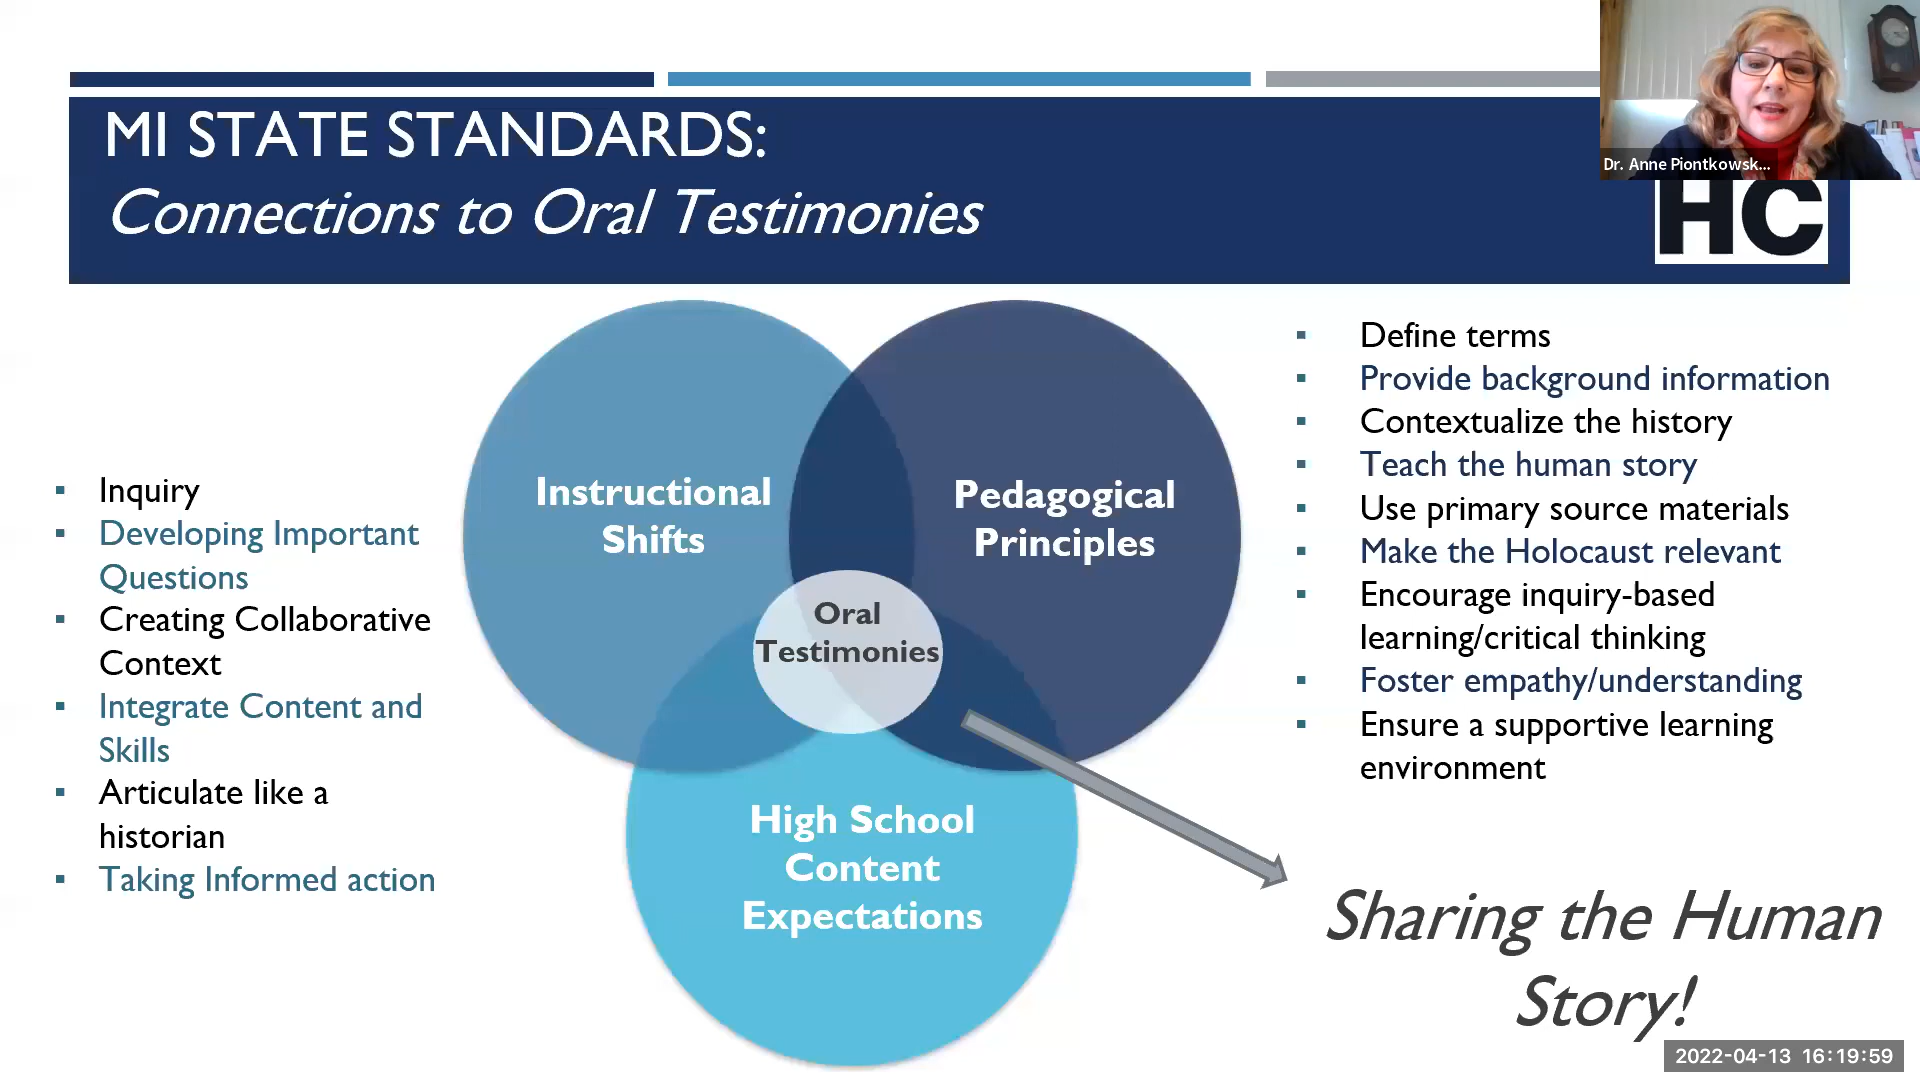 MI STATE STANDARDS:
Connections to Oral Testimonies
Dr. Anne Piontkowsk...
HC
Inquiry
Developing Important
Questions
Creating Collaborative
Context
Integrate Content and
Skills
Articulate like a
historian
Taking Informed action
Instructional
Shifts
Pedagogical
Principles
Oral
Testimonies
High School
Content
Expectations
Define terms
Provide background information
Contextualize the history
Teach the human story
Use primary source materials
Make the Holocaust relevant
Encourage inquiry-based
learning/critical thinking
Foster empathy/understanding
Ensure a supportive learning
environment
Sharing the Human
Story!
2022-04-13 16:19:59